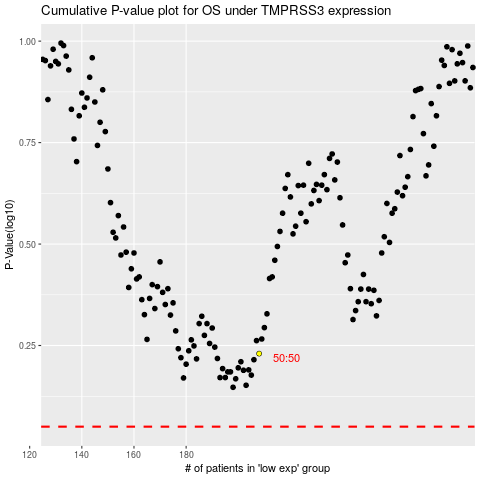 Cumulative P-value plot for OS under TMPRSS3 expression
P-Value(log10)
1.00
0.75
0.50
0.25
50:50
120 140 160 180
# of patients in 'low exp' group